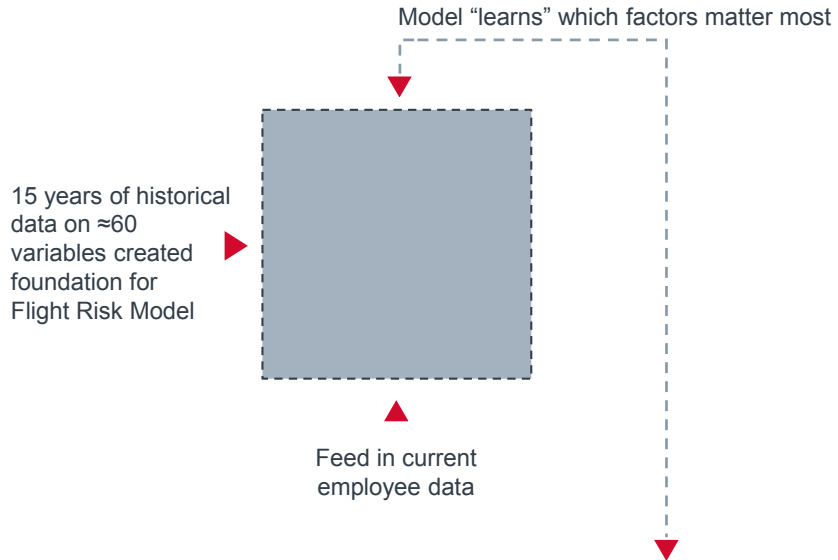 Model “learns” which factors matter most
15 years of historical
data on ≈60
variables created
foundation for
Flight Risk Model
Feed in current
employee data